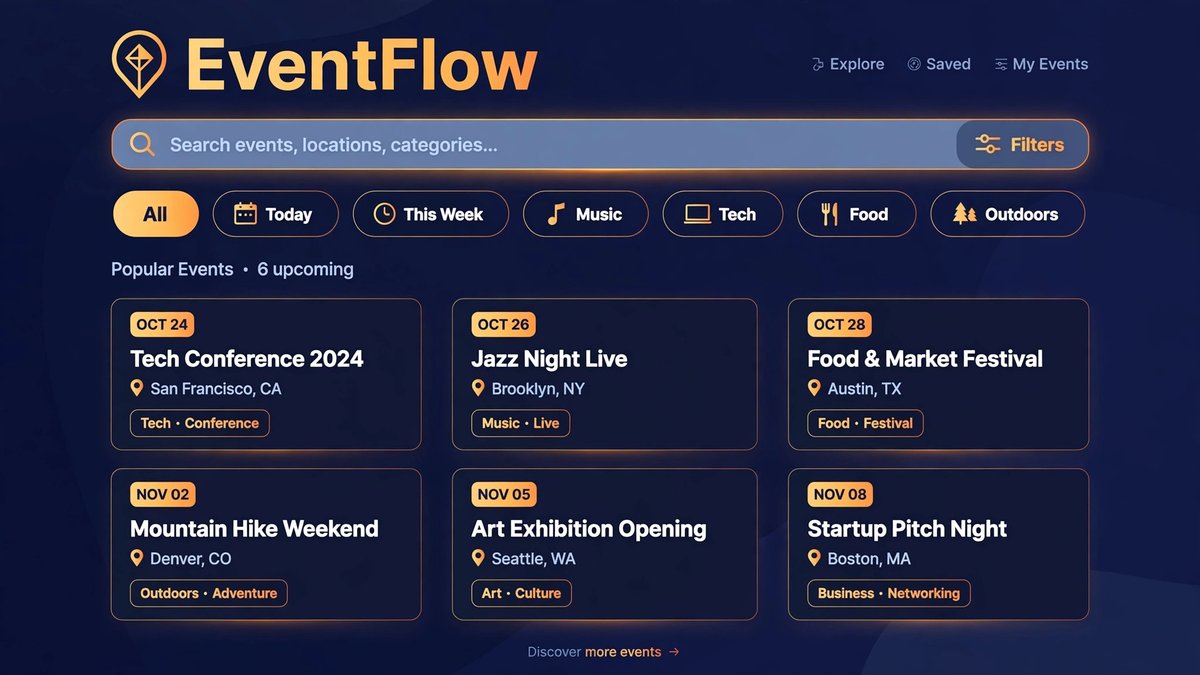 EventFlow
Explore
Saved
My Events
Search events, locations, categories...
Filters
All
Today
This Week
Music
Tech
Food
Outdoors
Popular Events • 6 upcoming
OCT 24
Tech Conference 2024
San Francisco, CA
Tech • Conference
OCT 26
Jazz Night Live
Brooklyn, NY
Music • Live
OCT 28
Food & Market Festival
Austin, TX
Food • Festival
NOV 02
Mountain Hike Weekend
Denver, CO
Outdoors • Adventure
NOV 05
Art Exhibition Opening
Seattle, WA
Art • Culture
NOV 08
Startup Pitch Night
Boston, MA
Business • Networking
Discover more events →